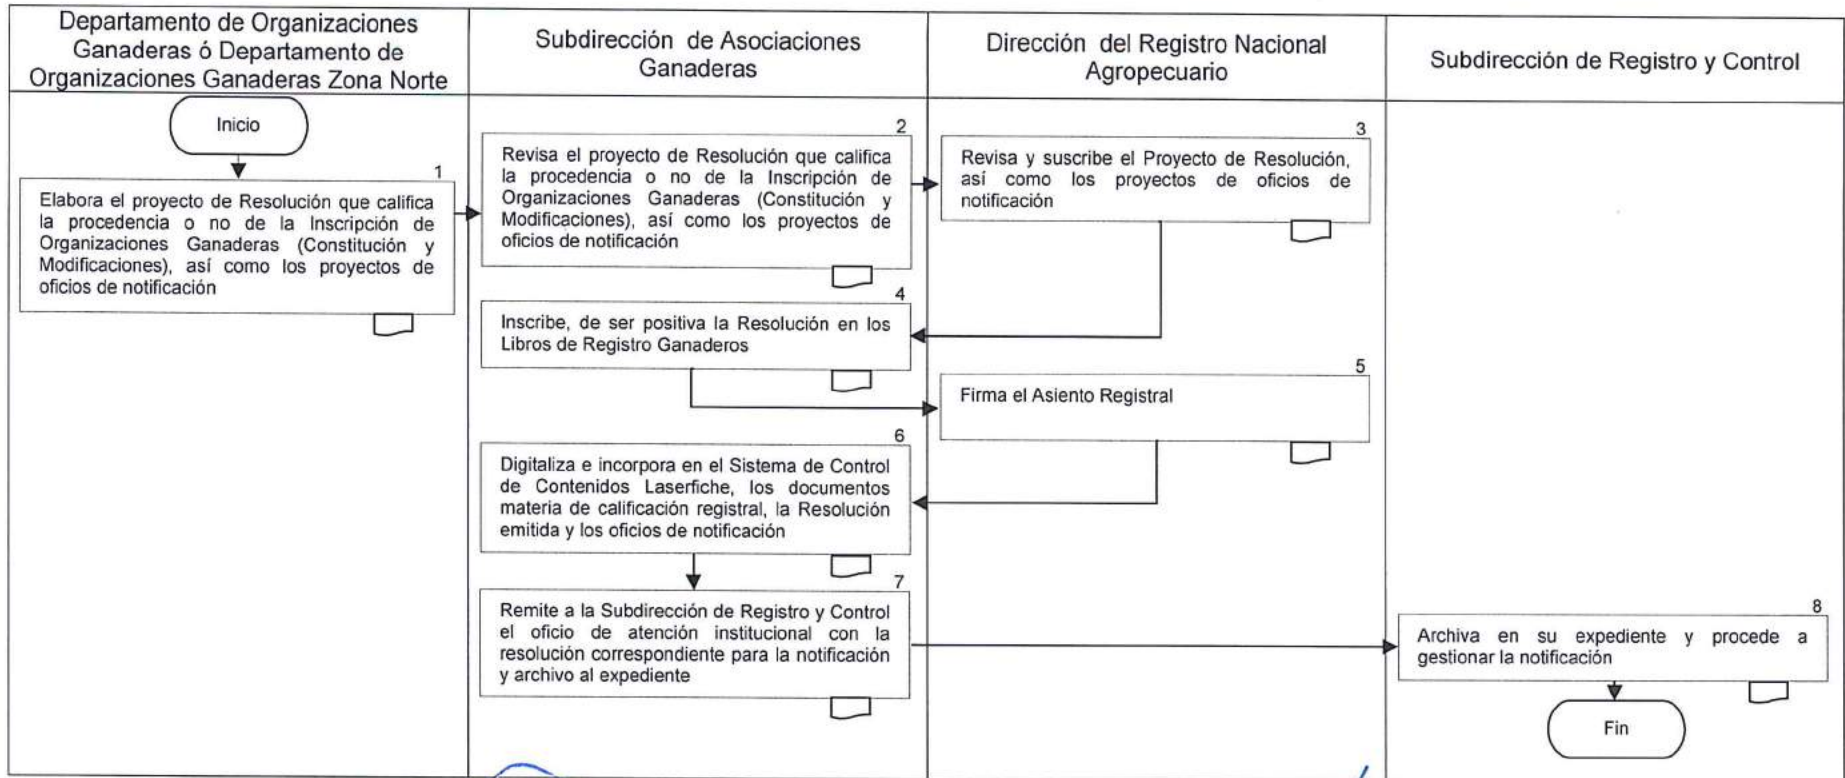 Departamento de Organizaciones
Ganaderas ó Departamento de
Organizaciones Ganaderas Zona Norte
Subdirección de Asociaciones
Ganaderas
Dirección del Registro Nacional
Agropecuario
Subdirección de Registro y Control
Inicio
1
Elabora el proyecto de Resolución que califica
la procedencia o no de la Inscripción de
Organizaciones Ganaderas (Constitución y
Modificaciones), así como los proyectos de
oficios de notificación
2
Revisa el proyecto de Resolución que califica
la procedencia o no de la Inscripción de
Organizaciones Ganaderas (Constitución y
Modificaciones), así como los proyectos de
oficios de notificación
3
Revisa y suscribe el Proyecto de Resolución,
así como los proyectos de oficios de
notificación
4
Inscribe, de ser positiva la Resolución en los
Libros de Registro Ganaderos
5
Firma el Asiento Registral
6
Digitaliza e incorpora en el Sistema de Control
de Contenidos Laserfiche, los documentos
materia de calificación registral, la Resolución
emitida y los oficios de notificación
7
Remite a la Subdirección de Registro y Control
el oficio de atención institucional con la
resolución correspondiente para la notificación
y archivo al expediente
8
Archiva en su expediente y procede a
gestionar la notificación
Fin